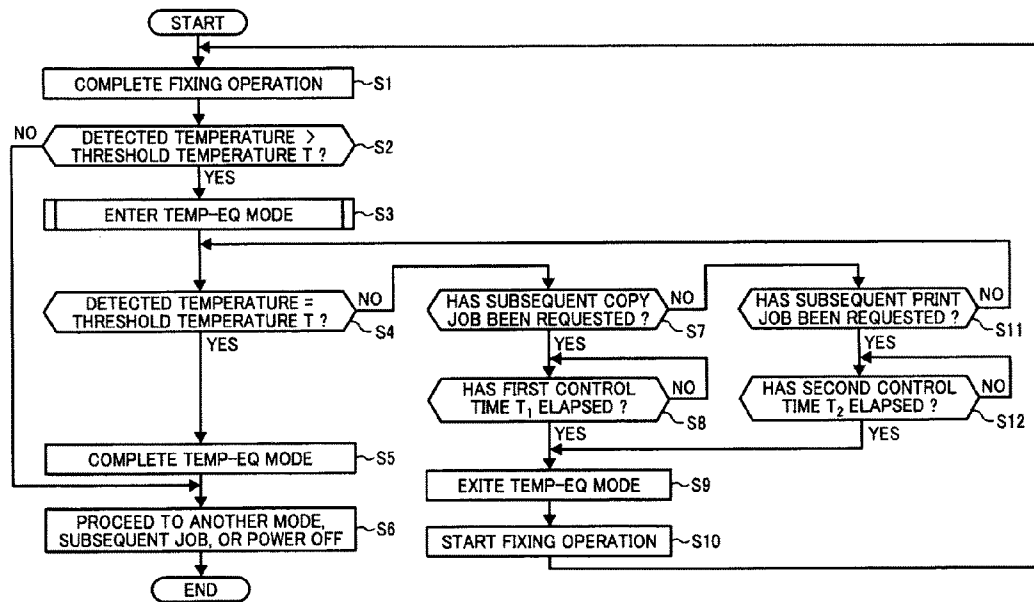 START
COMPLETE FIXING OPERATION
S1
DETECTED TEMPERATURE >
THRESHOLD TEMPERATURE T ?
S2
NO
YES
ENTER TEMP-EQ MODE
S3
DETECTED TEMPERATURE =
THRESHOLD TEMPERATURE T ?
S4
NO
YES
HAS SUBSEQUENT COPY
JOB BEEN REQUESTED ?
S7
NO
YES
HAS SUBSEQUENT PRINT
JOB BEEN REQUESTED ?
S11
NO
YES
HAS FIRST CONTROL
TIME T1 ELAPSED ?
S8
NO
YES
HAS SECOND CONTROL
TIME T2 ELAPSED ?
S12
NO
YES
COMPLETE TEMP-EQ MODE
S5
EXITE TEMP-EQ MODE
S9
PROCEED TO ANOTHER MODE,
SUBSEQUENT JOB, OR POWER OFF
S6
START FIXING OPERATION
S10
END